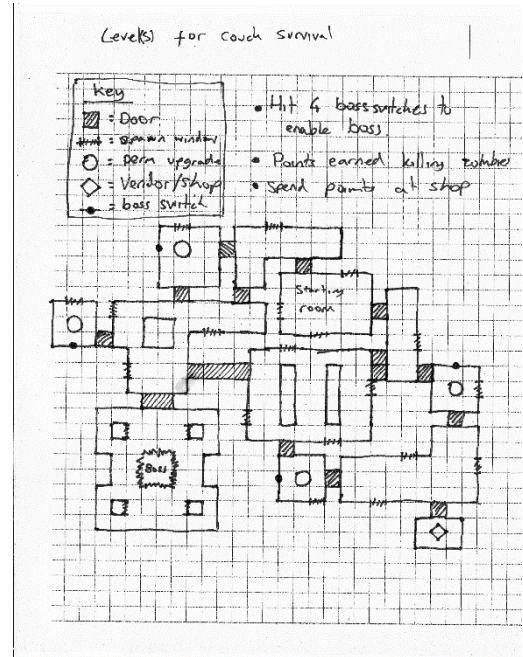 Level(s) for couch survival
Key
= Door
= spawn window
= perm upgrade
= Vendor/shop
= boss switch
• Hit 4 boss switches to
enable boss
• Points earned killing zombies
• Spend points at shop
Starting
room
Boss